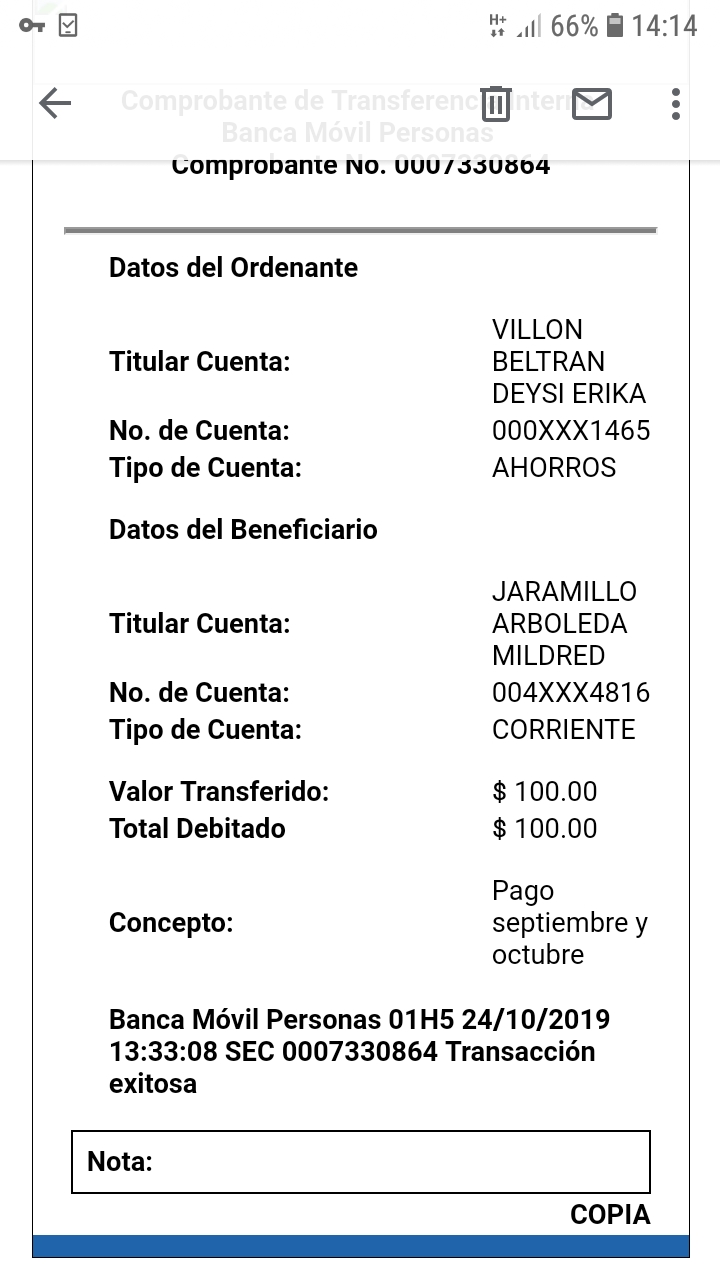 H+ 66% 14:14
Comprobante de Transferencia Interna
Banca Móvil Personas
Comprobante No. 0007330864
Datos del Ordenante
Titular Cuenta: VILLON BELTRAN DEYSI ERIKA
No. de Cuenta: 000XXX1465
Tipo de Cuenta: AHORROS
Datos del Beneficiario
Titular Cuenta: JARAMILLO ARBOLEDA MILDRED
No. de Cuenta: 004XXX4816
Tipo de Cuenta: CORRIENTE
Valor Transferido: $ 100.00
Total Debitado $ 100.00
Concepto: Pago septiembre y octubre
Banca Móvil Personas 01H5 24/10/2019
13:33:08 SEC 0007330864 Transacción
exitosa
Nota:
COPIA